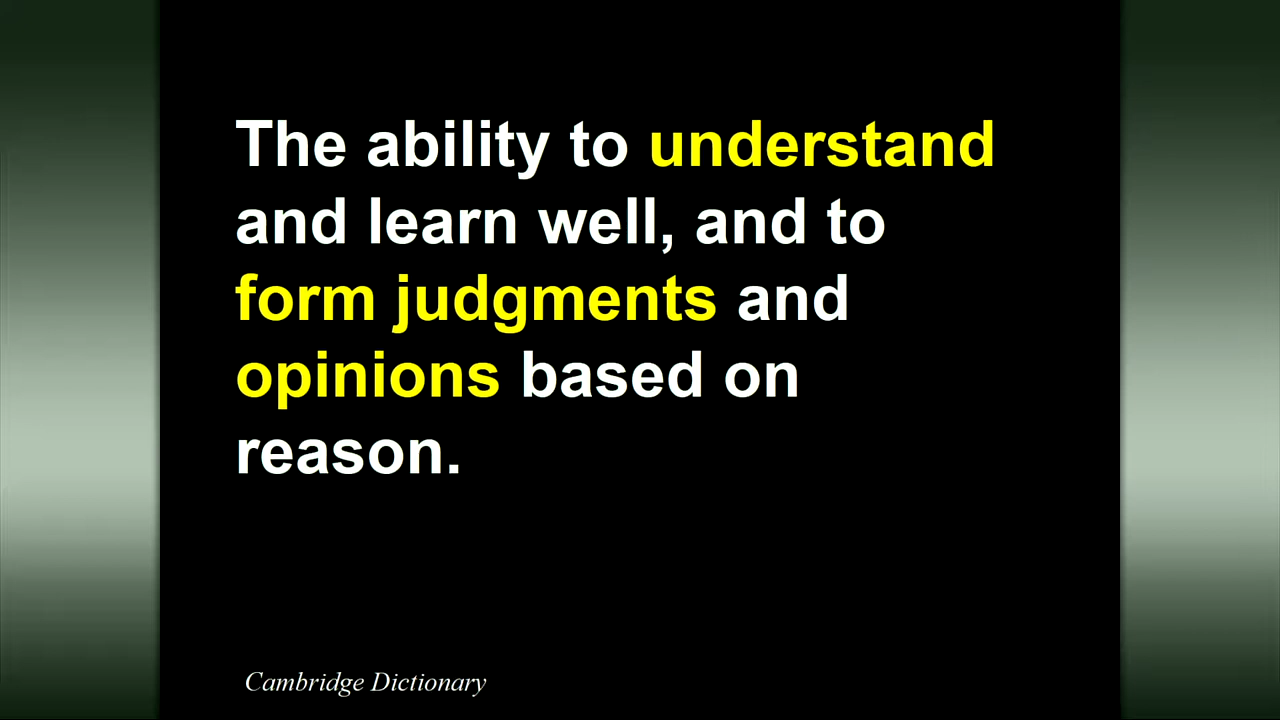 The ability to understand
and learn well, and to
form judgments and
opinions based on
reason.
Cambridge Dictionary